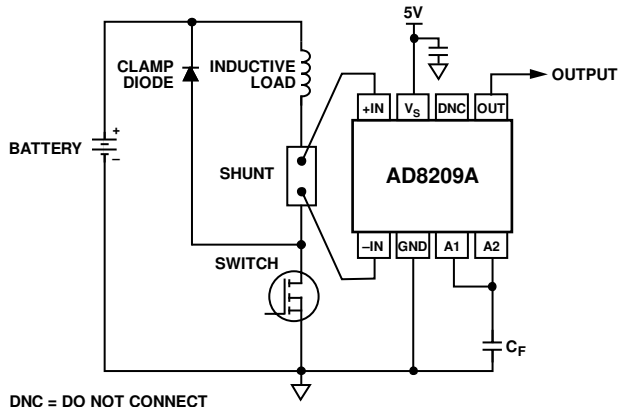 5V
CLAMP
DIODE
INDUCTIVE
LOAD
OUTPUT
+IN
VS
DNC
OUT
BATTERY
+
–
SHUNT
AD8209A
–IN
GND
A1
A2
SWITCH
CF
DNC = DO NOT CONNECT